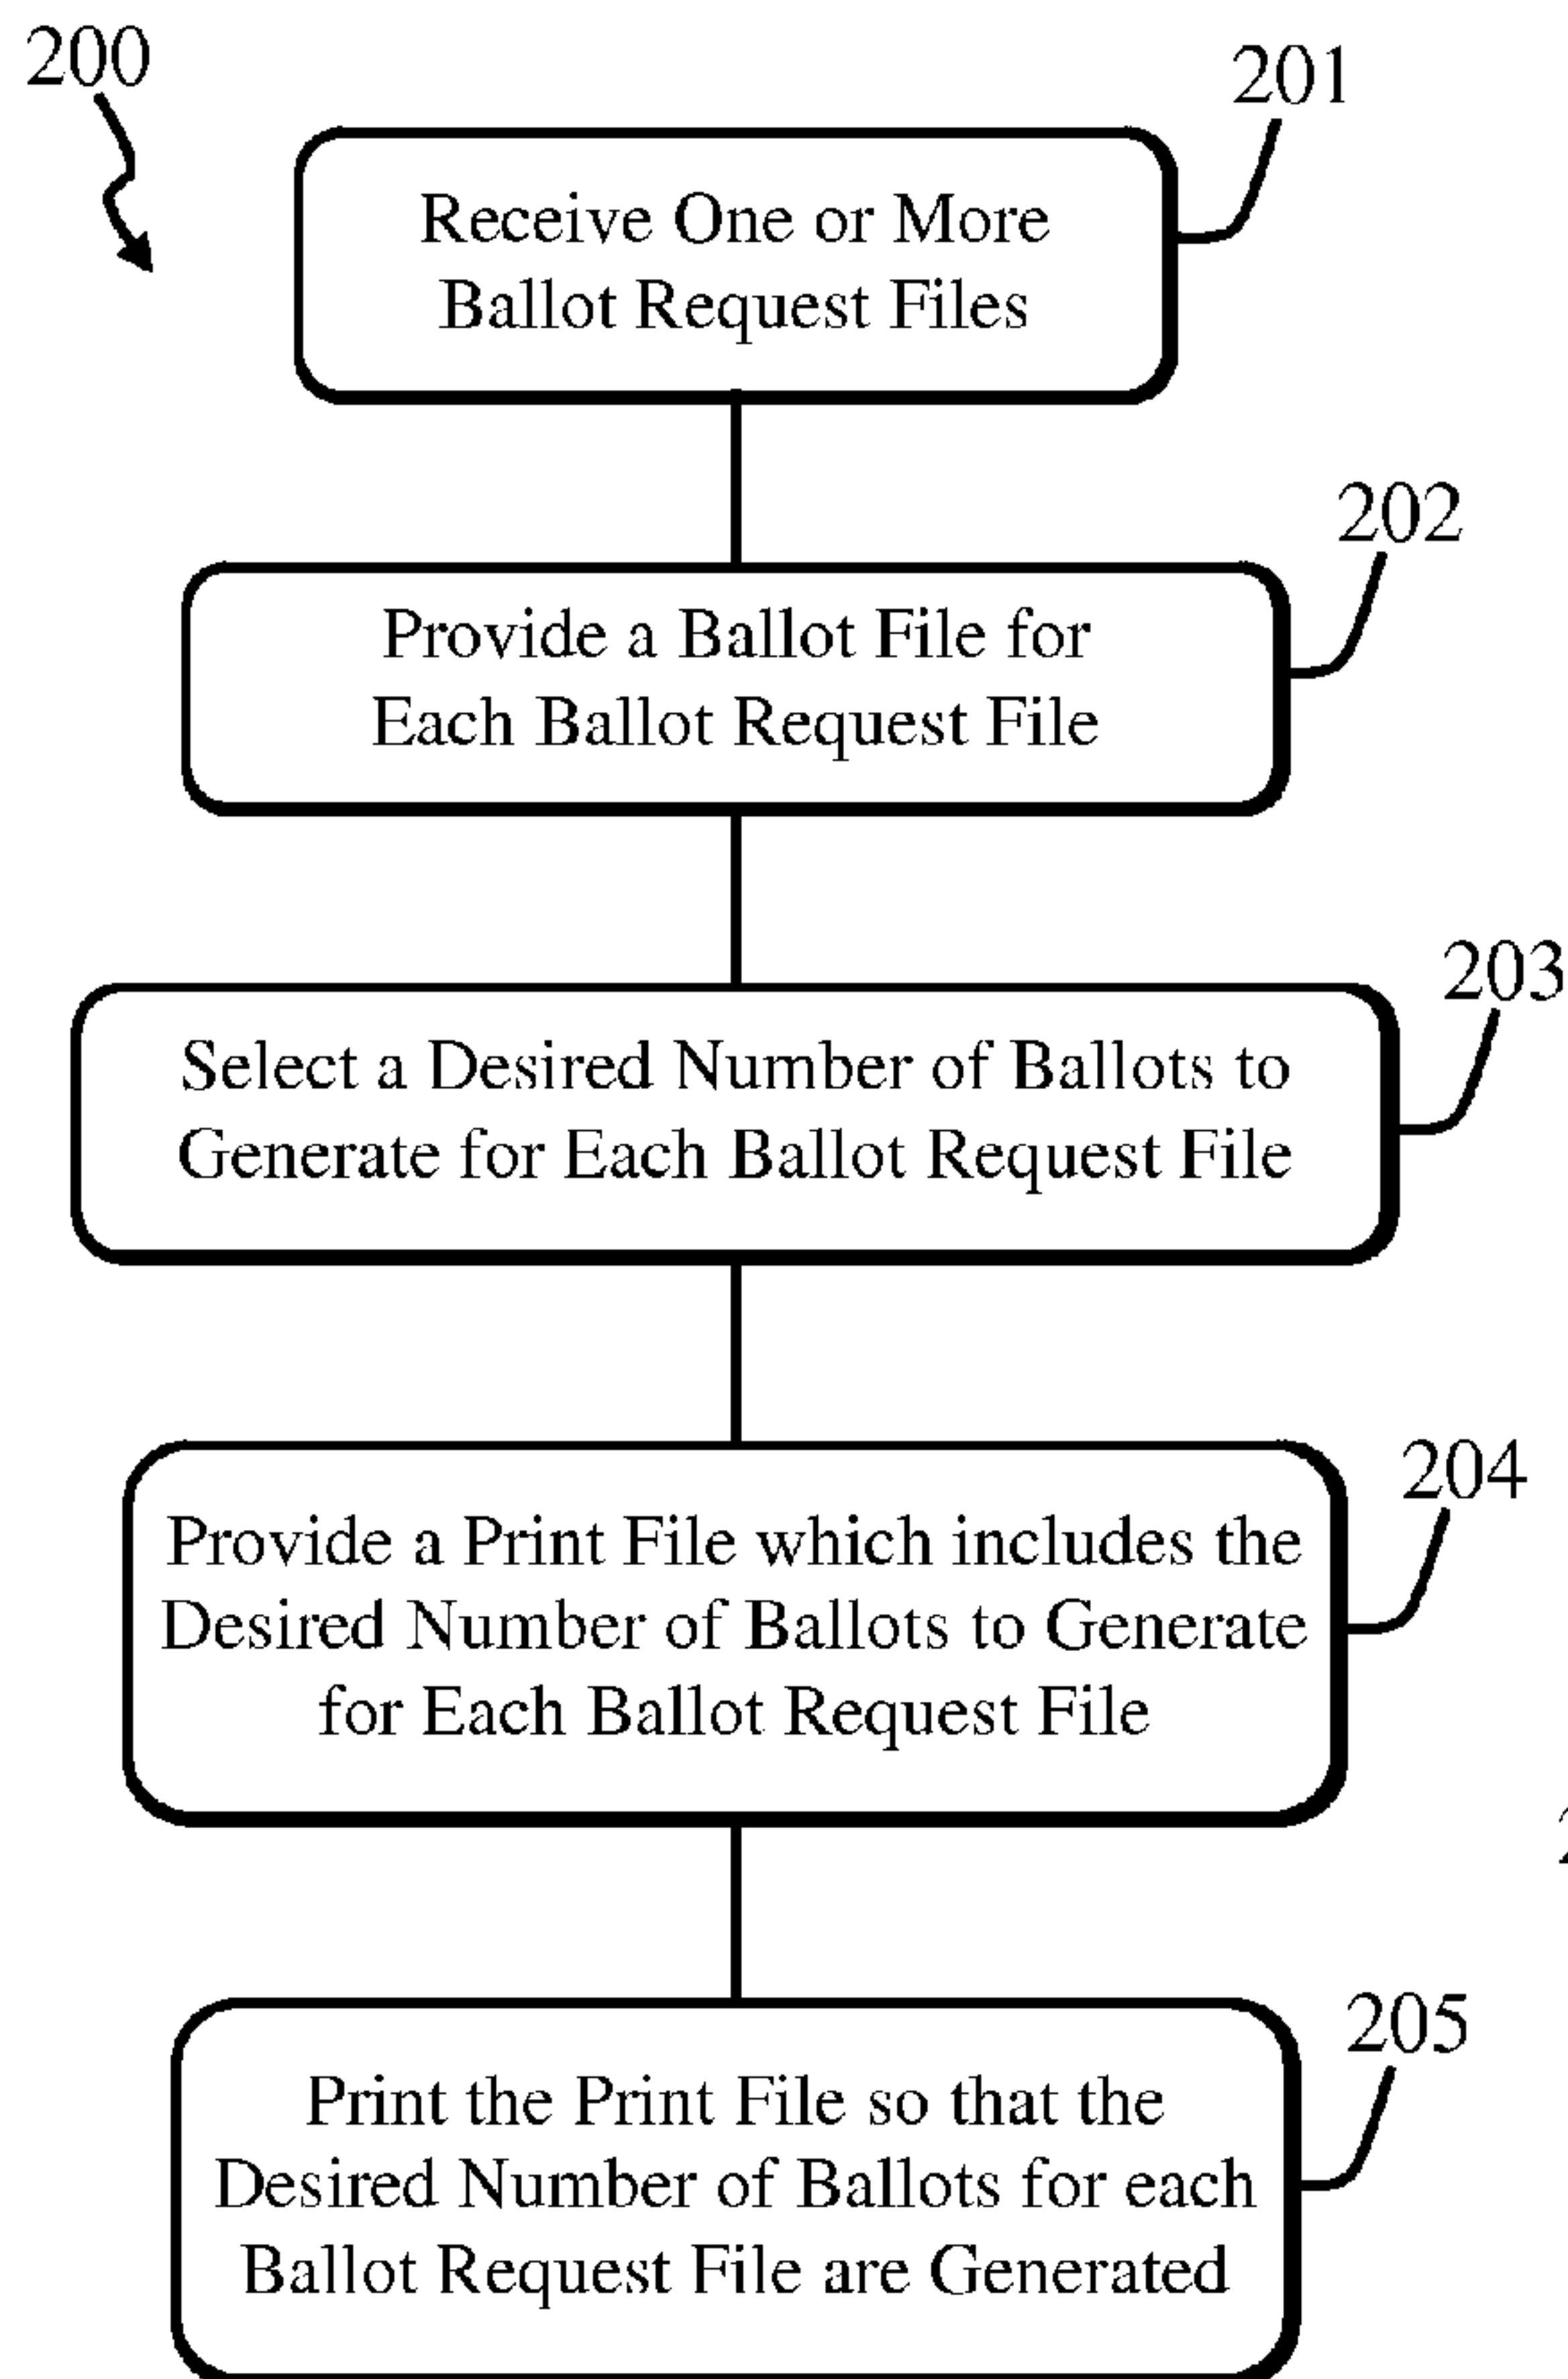 200
201
Receive One or More
Ballot Request Files
202
Provide a Ballot File for
Each Ballot Request File
203
Select a Desired Number of Ballots to
Generate for Each Ballot Request File
204
Provide a Print File which includes the
Desired Number of Ballots to Generate
for Each Ballot Request File
205
Print the Print File so that the
Desired Number of Ballots for each
Ballot Request File are Generated